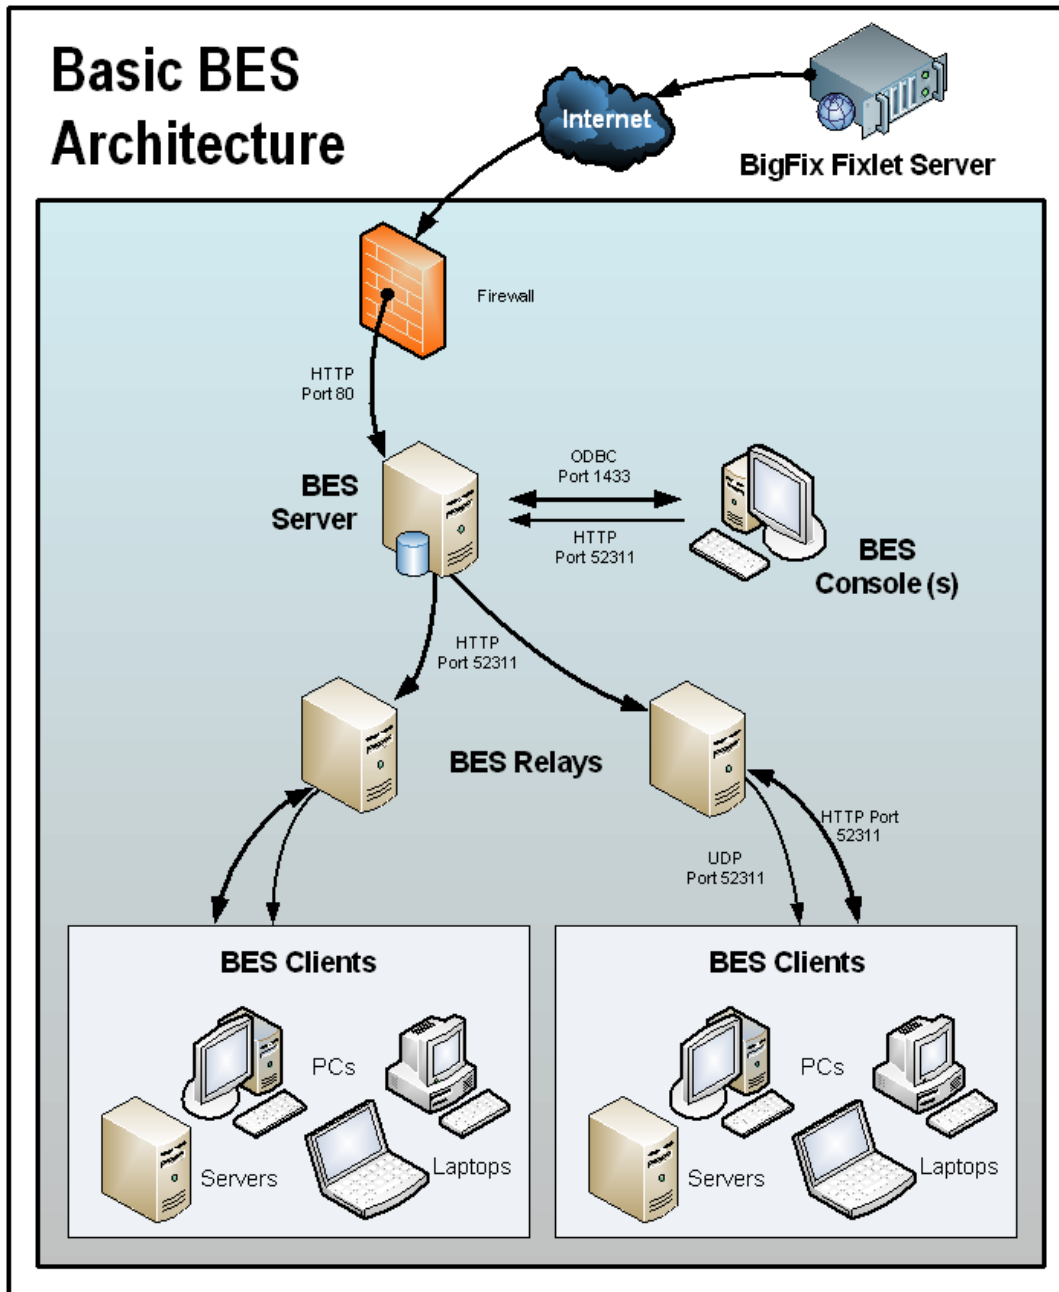 Basic BES
Architecture
Internet
BigFix Fixlet Server
Firewall
HTTP
Port 80
BES
Server
ODBC
Port 1433
HTTP
Port 52311
BES
Console (s)
HTTP
Port 52311
BES Relays
HTTP Port
52311
UDP
Port 52311
BES Clients
PCs
Servers
Laptops
BES Clients
PCs
Servers
Laptops